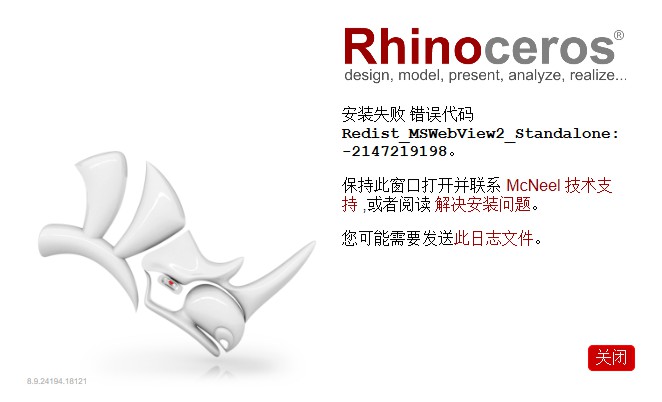 Rhinoceros®
design, model, present, analyze, realize...
安装失败 错误代码
Redist_MSWebView2_Standalone:
-2147219198。
保持此窗口打开并联系 McNeel 技术支
持 ,或者阅读 解决安装问题。
您可能需要发送此日志文件。
关闭
8.9.24194.18121